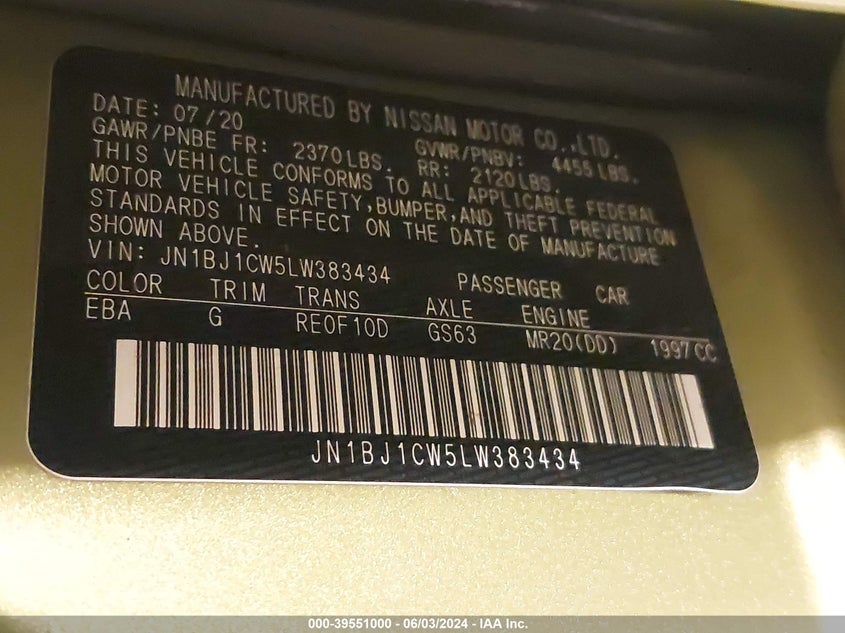 MANUFACTURED BY NISSAN MOTOR CO.,LTD.
DATE: 07/20 GVWR/PNBV: 4455 LBS.
GAWR/PNBE FR: 2370LBS. RR: 2120LBS.
THIS VEHICLE CONFORMS TO ALL APPLICABLE FEDERAL
MOTOR VEHICLE SAFETY,BUMPER,AND THEFT PREVENTION
STANDARDS IN EFFECT ON THE DATE OF MANUFACTURE
SHOWN ABOVE.
VIN: JN1BJ1CW5LW383434 PASSENGER CAR
COLOR TRIM TRANS AXLE ENGINE
EBA G RE0F10D GS63 MR20(DD) 1997CC
JN1BJ1CW5LW383434
000-39551000 - 06/03/2024 - IAA Inc.